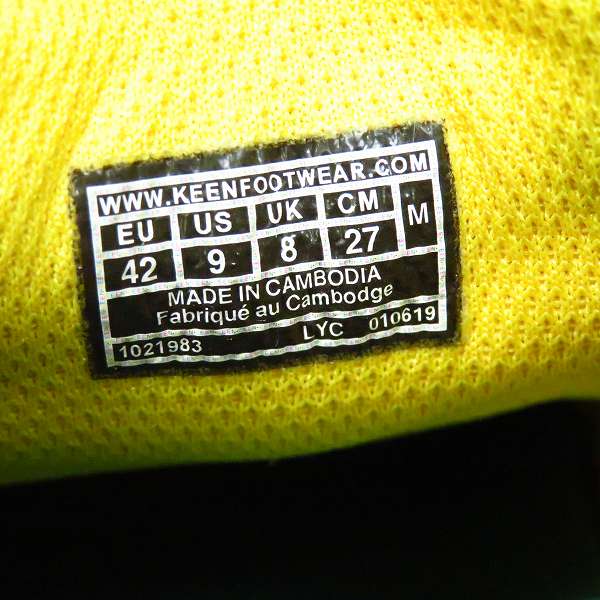 WWW.KEENFOOTWEAR.COM
EU US UK CM M
42 9 8 27
MADE IN CAMBODIA
Fabriqué au Cambodge
1021983 LYC 010619